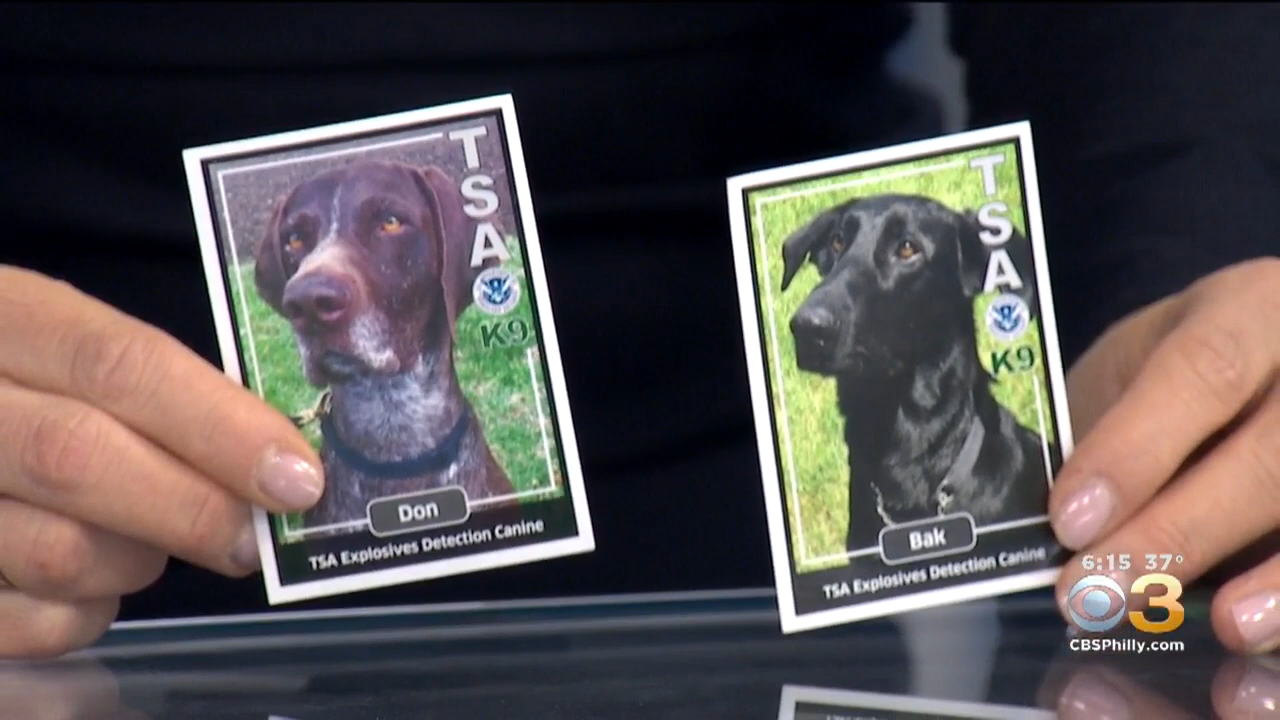 TSA
K9
Don
TSA Explosives Detection Canine
TSA
K9
Bak
TSA Explosives Detection Canine
6:15 37°
3
CBSPhilly.com